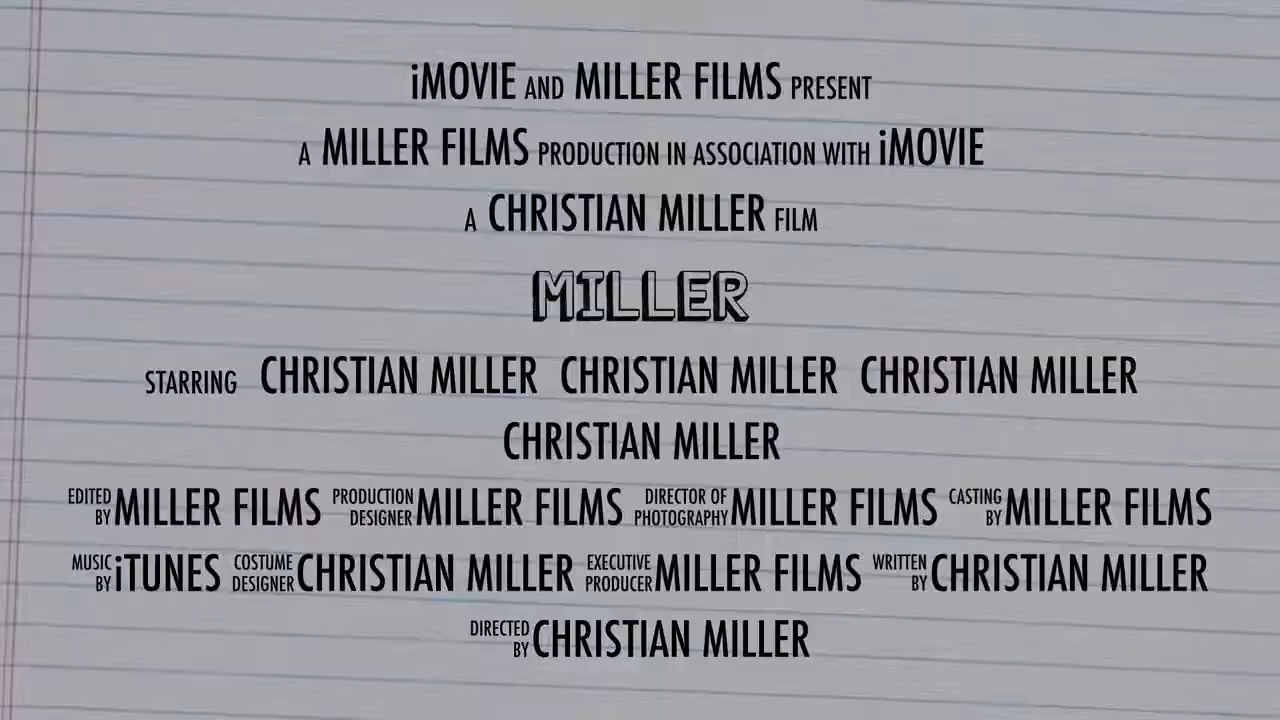 iMOVIE AND MILLER FILMS PRESENT
A MILLER FILMS PRODUCTION IN ASSOCIATION WITH iMOVIE
A CHRISTIAN MILLER FILM
MILLER
STARRING CHRISTIAN MILLER CHRISTIAN MILLER CHRISTIAN MILLER
CHRISTIAN MILLER
EDITED BY MILLER FILMS PRODUCTION DESIGNER MILLER FILMS DIRECTOR OF PHOTOGRAPHY MILLER FILMS CASTING BY MILLER FILMS
MUSIC BY iTUNES COSTUME DESIGNER CHRISTIAN MILLER EXECUTIVE PRODUCER MILLER FILMS WRITTEN BY CHRISTIAN MILLER
DIRECTED BY CHRISTIAN MILLER